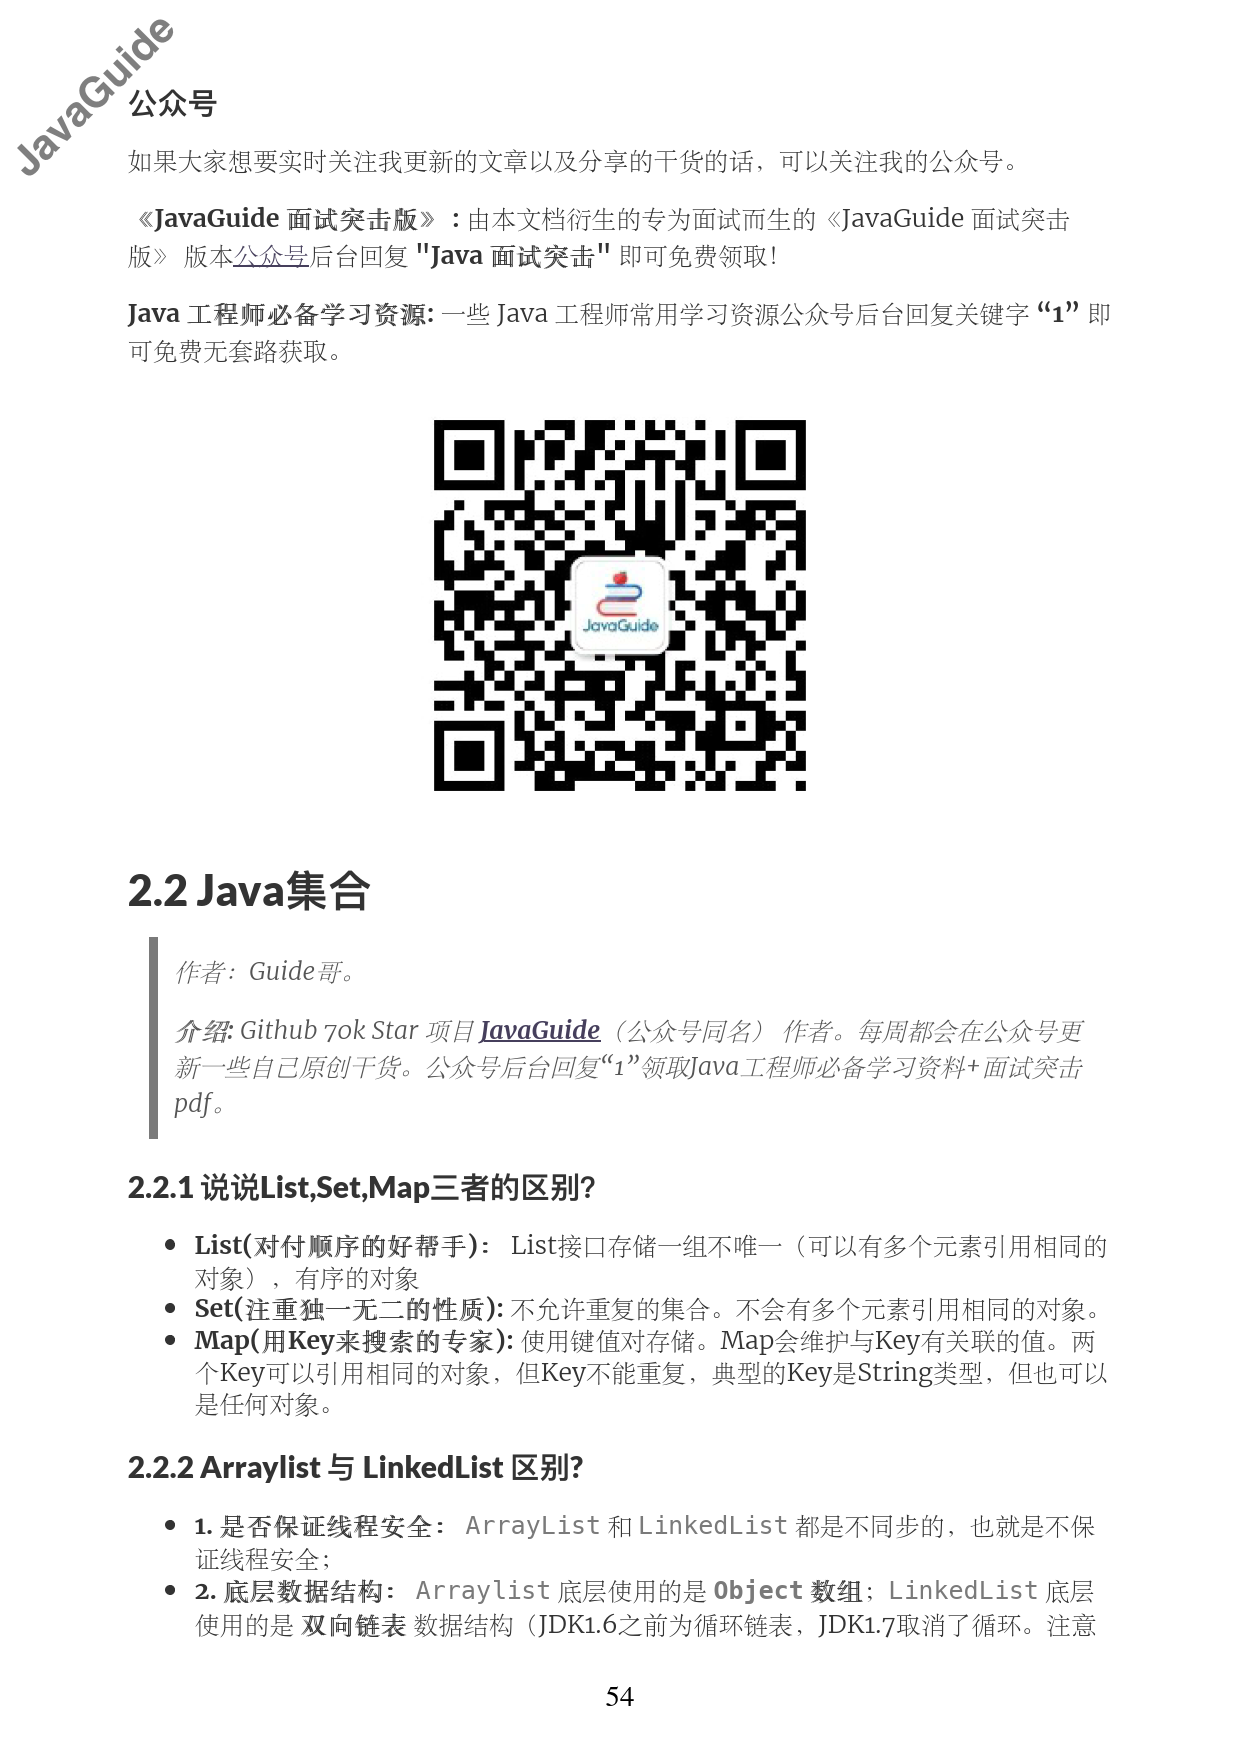 JavaGuide
公众号
如果大家想要实时关注我更新的文章以及分享的干货的话，可以关注我的公众号。
《JavaGuide 面试突击版》：由本文档衍生的专为面试而生的《JavaGuide 面试突击
版》 版本公众号后台回复 "Java 面试突击" 即可免费领取！
Java 工程师必备学习资源: 一些 Java 工程师常用学习资源公众号后台回复关键字 “1” 即
可免费无套路获取。
JavaGuide
2.2 Java集合
作者：Guide哥。
介绍: Github 70k Star 项目 JavaGuide（公众号同名） 作者。每周都会在公众号更
新一些自己原创干货。公众号后台回复“1”领取Java工程师必备学习资料+面试突击
pdf。
2.2.1 说说List,Set,Map三者的区别？
• List(对付顺序的好帮手)： List接口存储一组不唯一（可以有多个元素引用相同的
对象），有序的对象
• Set(注重独一无二的性质): 不允许重复的集合。不会有多个元素引用相同的对象。
• Map(用Key来搜索的专家): 使用键值对存储。Map会维护与Key有关联的值。两
个Key可以引用相同的对象，但Key不能重复，典型的Key是String类型，但也可以
是任何对象。
2.2.2 Arraylist 与 LinkedList 区别?
• 1. 是否保证线程安全： ArrayList 和 LinkedList 都是不同步的，也就是不保
证线程安全；
• 2. 底层数据结构： Arraylist 底层使用的是 Object 数组；LinkedList 底层
使用的是 双向链表 数据结构（JDK1.6之前为循环链表，JDK1.7取消了循环。注意
54